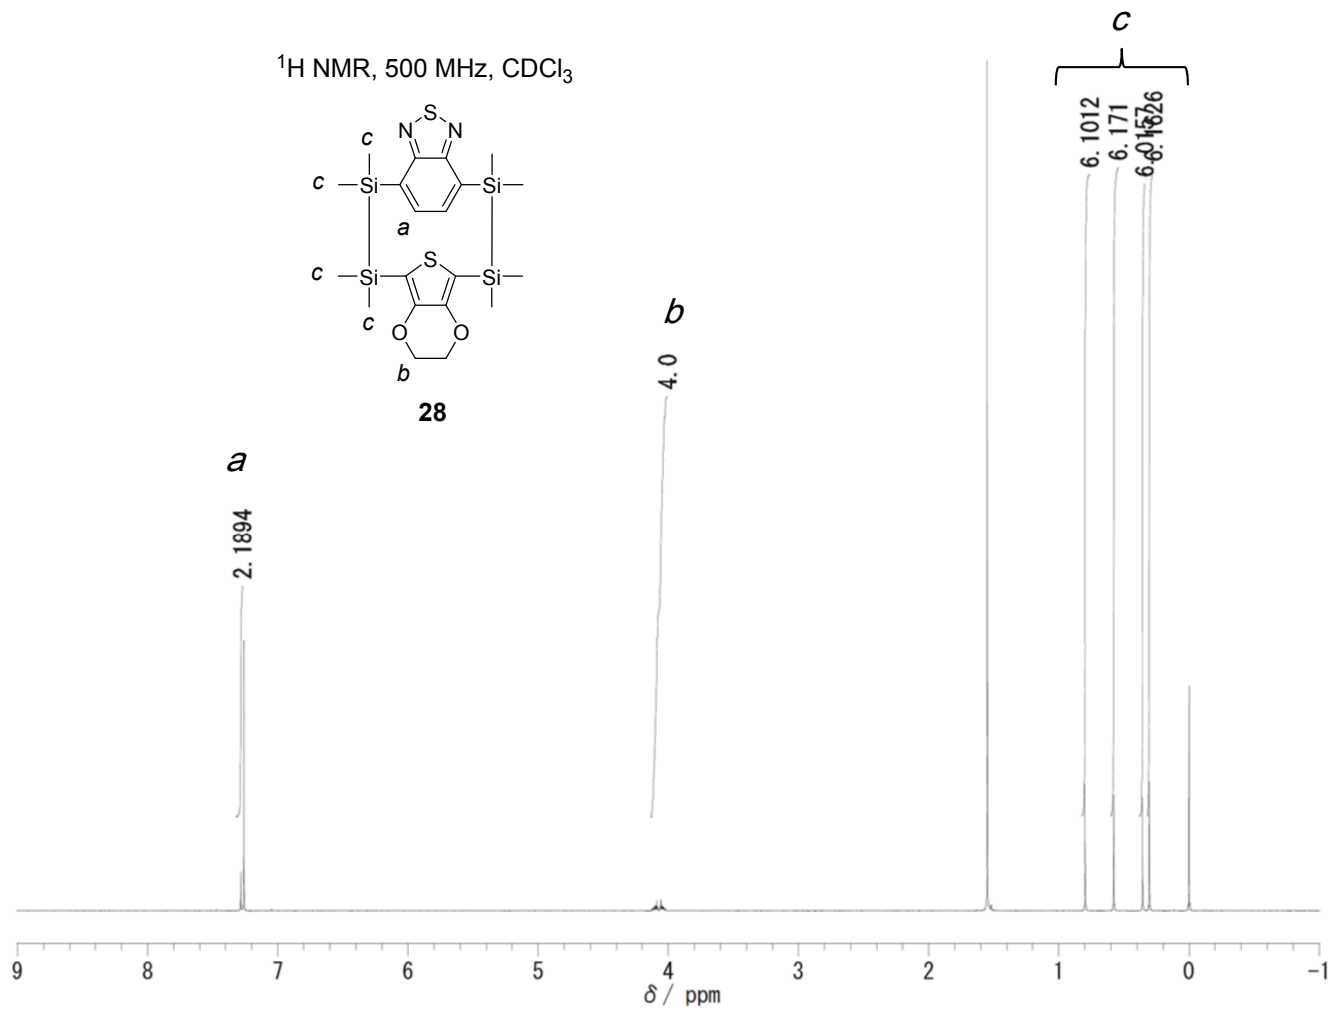 c
¹H NMR, 500 MHz, CDCl₃
S
N N
c
c Si Si
a
S
c Si Si
c
O O
b
28
6.1012
6.171
6.0157
6.1626
b
4.0
a
2.1894
9 8 7 6 5 4 3 2 1 0 -1
δ / ppm